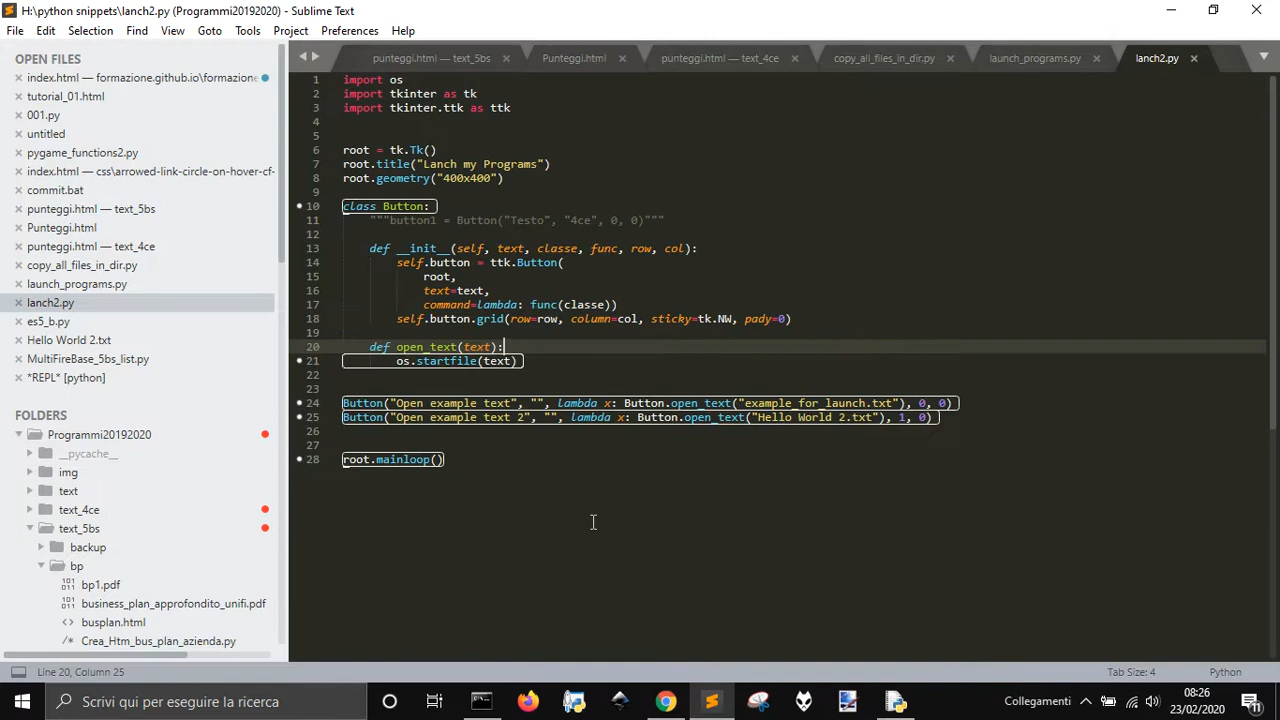 H:\python snippets\lanch2.py (Programmi20192020) - Sublime Text
File Edit Selection Find View Goto Tools Project Preferences Help
OPEN FILES
index.html — formazione.github.io\formazione
tutorial_01.html
001.py
untitled
pygame_functions2.py
index.html — css\arrowed-link-circle-on-hover-cf-
commit.bat
punteggi.html — text_5bs
Punteggi.html
punteggi.html — text_4ce
copy_all_files_in_dir.py
launch_programs.py
lanch2.py
es5_b.py
Hello World 2.txt
MultiFireBase_5bs_list.py
*REPL* [python]
FOLDERS
Programmi20192020
__pycache__
img
text
text_4ce
text_5bs
backup
bp
bp1.pdf
business_plan_approfondito_unifi.pdf
busplan.html
Crea_Htm_bus_plan_azienda.py
punteggi.html — text_5bs Punteggi.html punteggi.html — text_4ce copy_all_files_in_dir.py launch_programs.py lanch2.py
1 import os
2 import tkinter as tk
3 import tkinter.ttk as ttk
4
5
6 root = tk.Tk()
7 root.title("Lanch my Programs")
8 root.geometry("400x400")
9
10 class Button:
11 """button1 = Button("Testo", "4ce", 0, 0)"""
12
13 def __init__(self, text, classe, func, row, col):
14 self.button = ttk.Button(
15 root,
16 text=text,
17 command=lambda: func(classe))
18 self.button.grid(row=row, column=col, sticky=tk.NW, pady=0)
19
20 def open_text(text):
21 os.startfile(text)
22
23
24 Button("Open example text", "", lambda x: Button.open_text("example_for_launch.txt"), 0, 0)
25 Button("Open example text 2", "", lambda x: Button.open_text("Hello World 2.txt"), 1, 0)
26
27
28 root.mainloop()
Line 20, Column 25 Tab Size: 4 Python
Scrivi qui per eseguire la ricerca
Collegamenti
08:26
23/02/2020
11